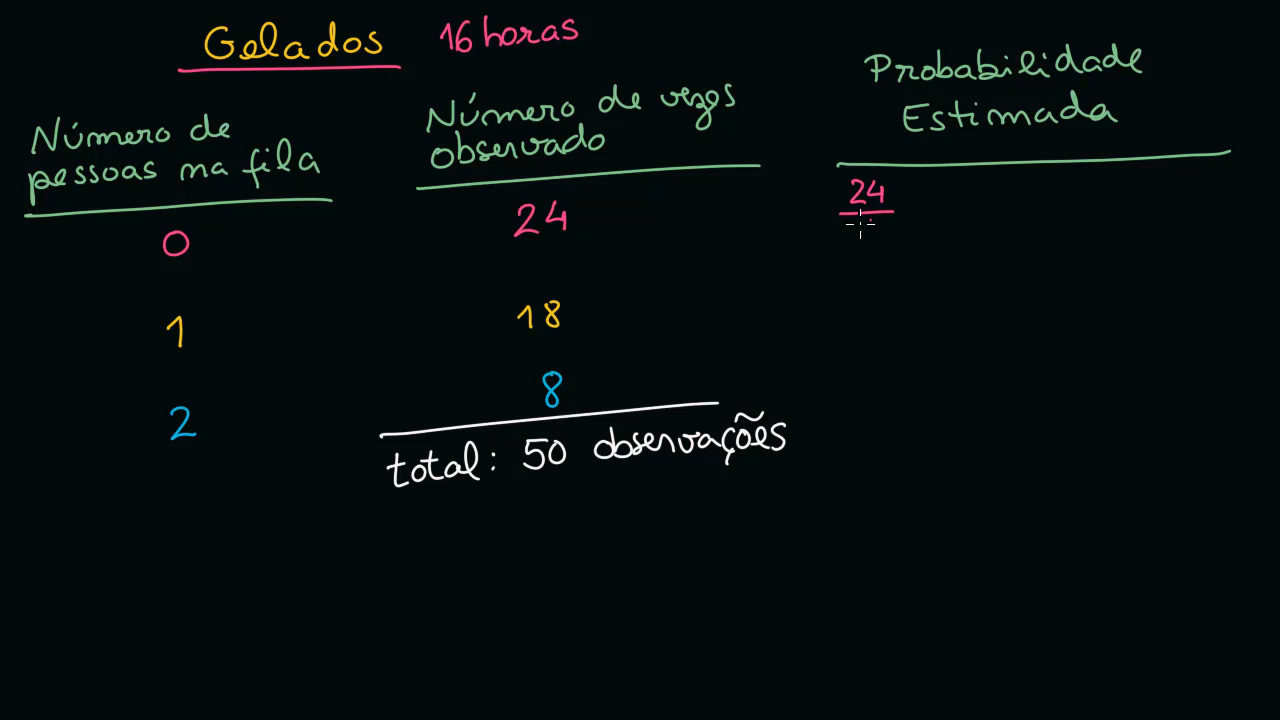 Gelados 16 horas
Número de
pessoas na fila
Número de vezes
observado
Probabilidade
Estimada
0 24 24
1 18
2 8
total: 50 observações